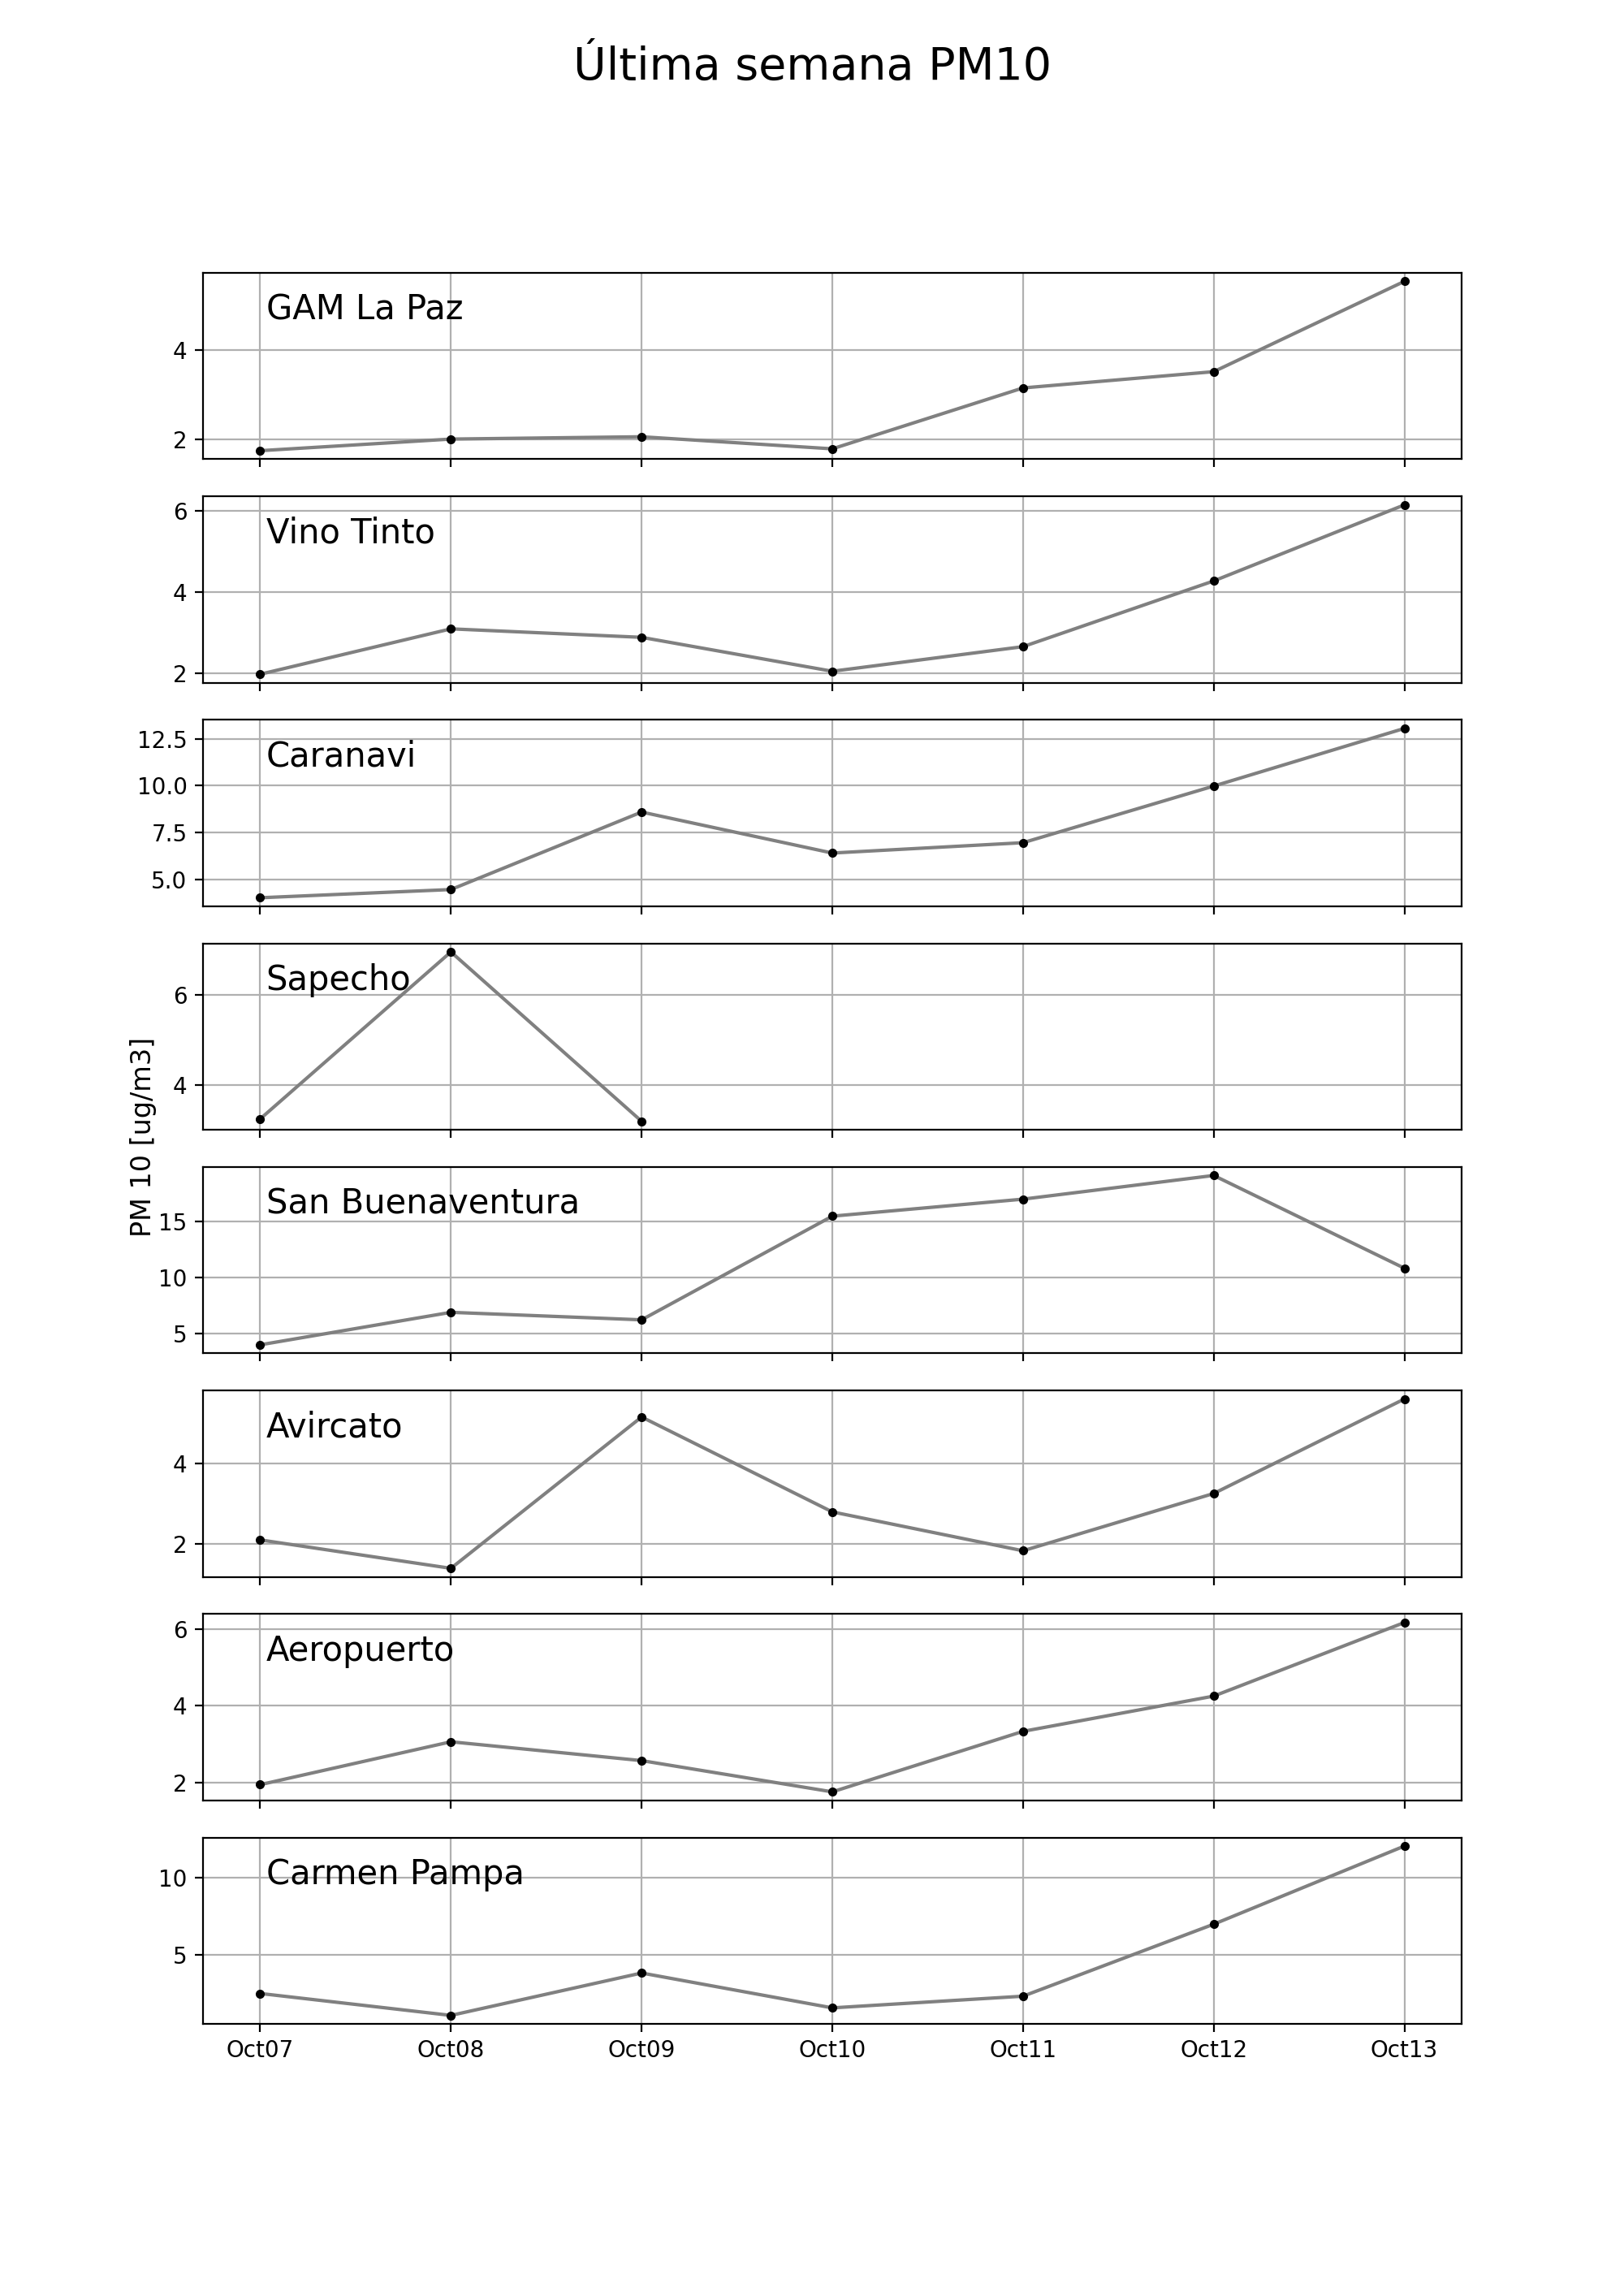 Última semana PM10
GAM La Paz
4
2
Vino Tinto
6
4
2
Caranavi
12.5
10.0
7.5
5.0
Sapecho
6
4
PM 10 [ug/m3]
San Buenaventura
15
10
5
Avircato
4
2
Aeropuerto
6
4
2
Carmen Pampa
10
5
Oct07 Oct08 Oct09 Oct10 Oct11 Oct12 Oct13